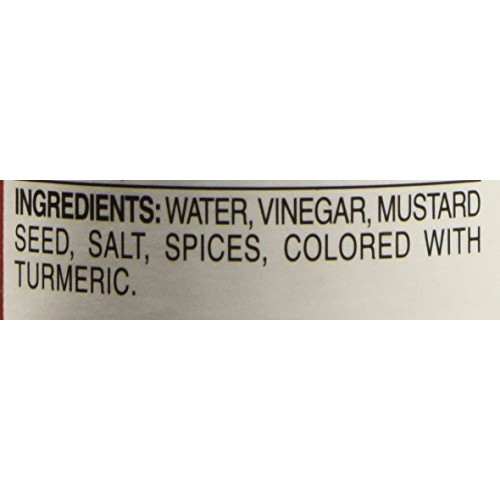 INGREDIENTS: WATER, VINEGAR, MUSTARD
SEED, SALT, SPICES, COLORED WITH
TURMERIC.